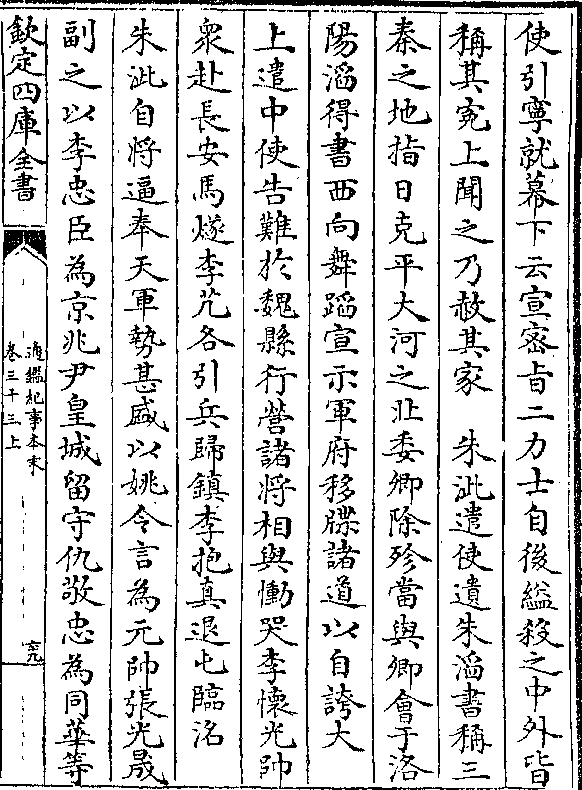 使引寧就幕下云宣密旨二力士自後縊殺之中外皆
稱其寃上聞之乃赦其家　朱泚遣使遺朱滔書稱三
秦之地指日克平大河之北委卿除殄當與卿會于洛
陽滔得書西向舞蹈宣示軍府移牒諸道以自誇大
上遣中使告難於魏縣行營諸將相與慟哭李懷光帥
衆赴長安馬燧李艽各引兵歸鎮李抱真退屯臨洺
朱泚自將逼奉天軍勢甚盛以姚令言為元帥張光晟
副之以李忠臣為京兆尹皇城留守仇敬忠為同華等
欽定四庫全書
通鑑紀事本末
卷三十三上